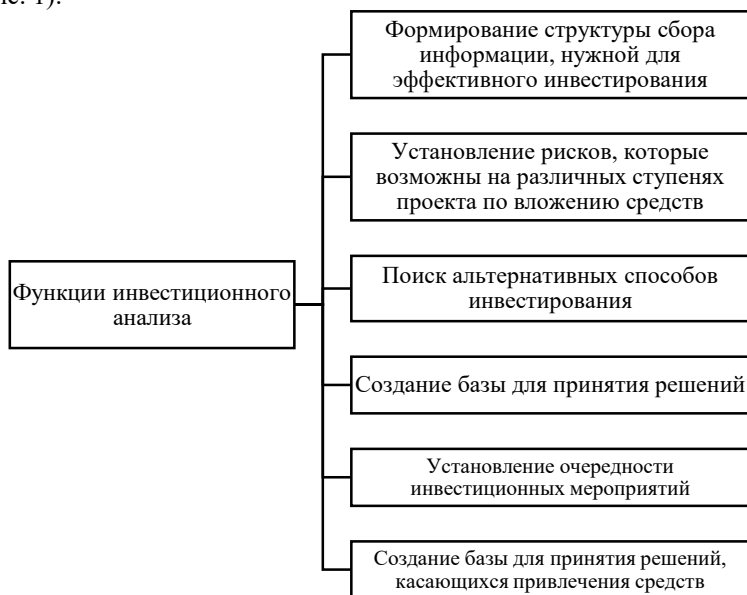 с. 1).
Формирование структуры сбора
информации, нужной для
эффективного инвестирования
Установление рисков, которые
возможны на различных ступенях
проекта по вложению средств
Поиск альтернативных способов
инвестирования
Функции инвестиционного
анализа
Создание базы для принятия решений
Установление очередности
инвестиционных мероприятий
Создание базы для принятия решений,
касающихся привлечения средств